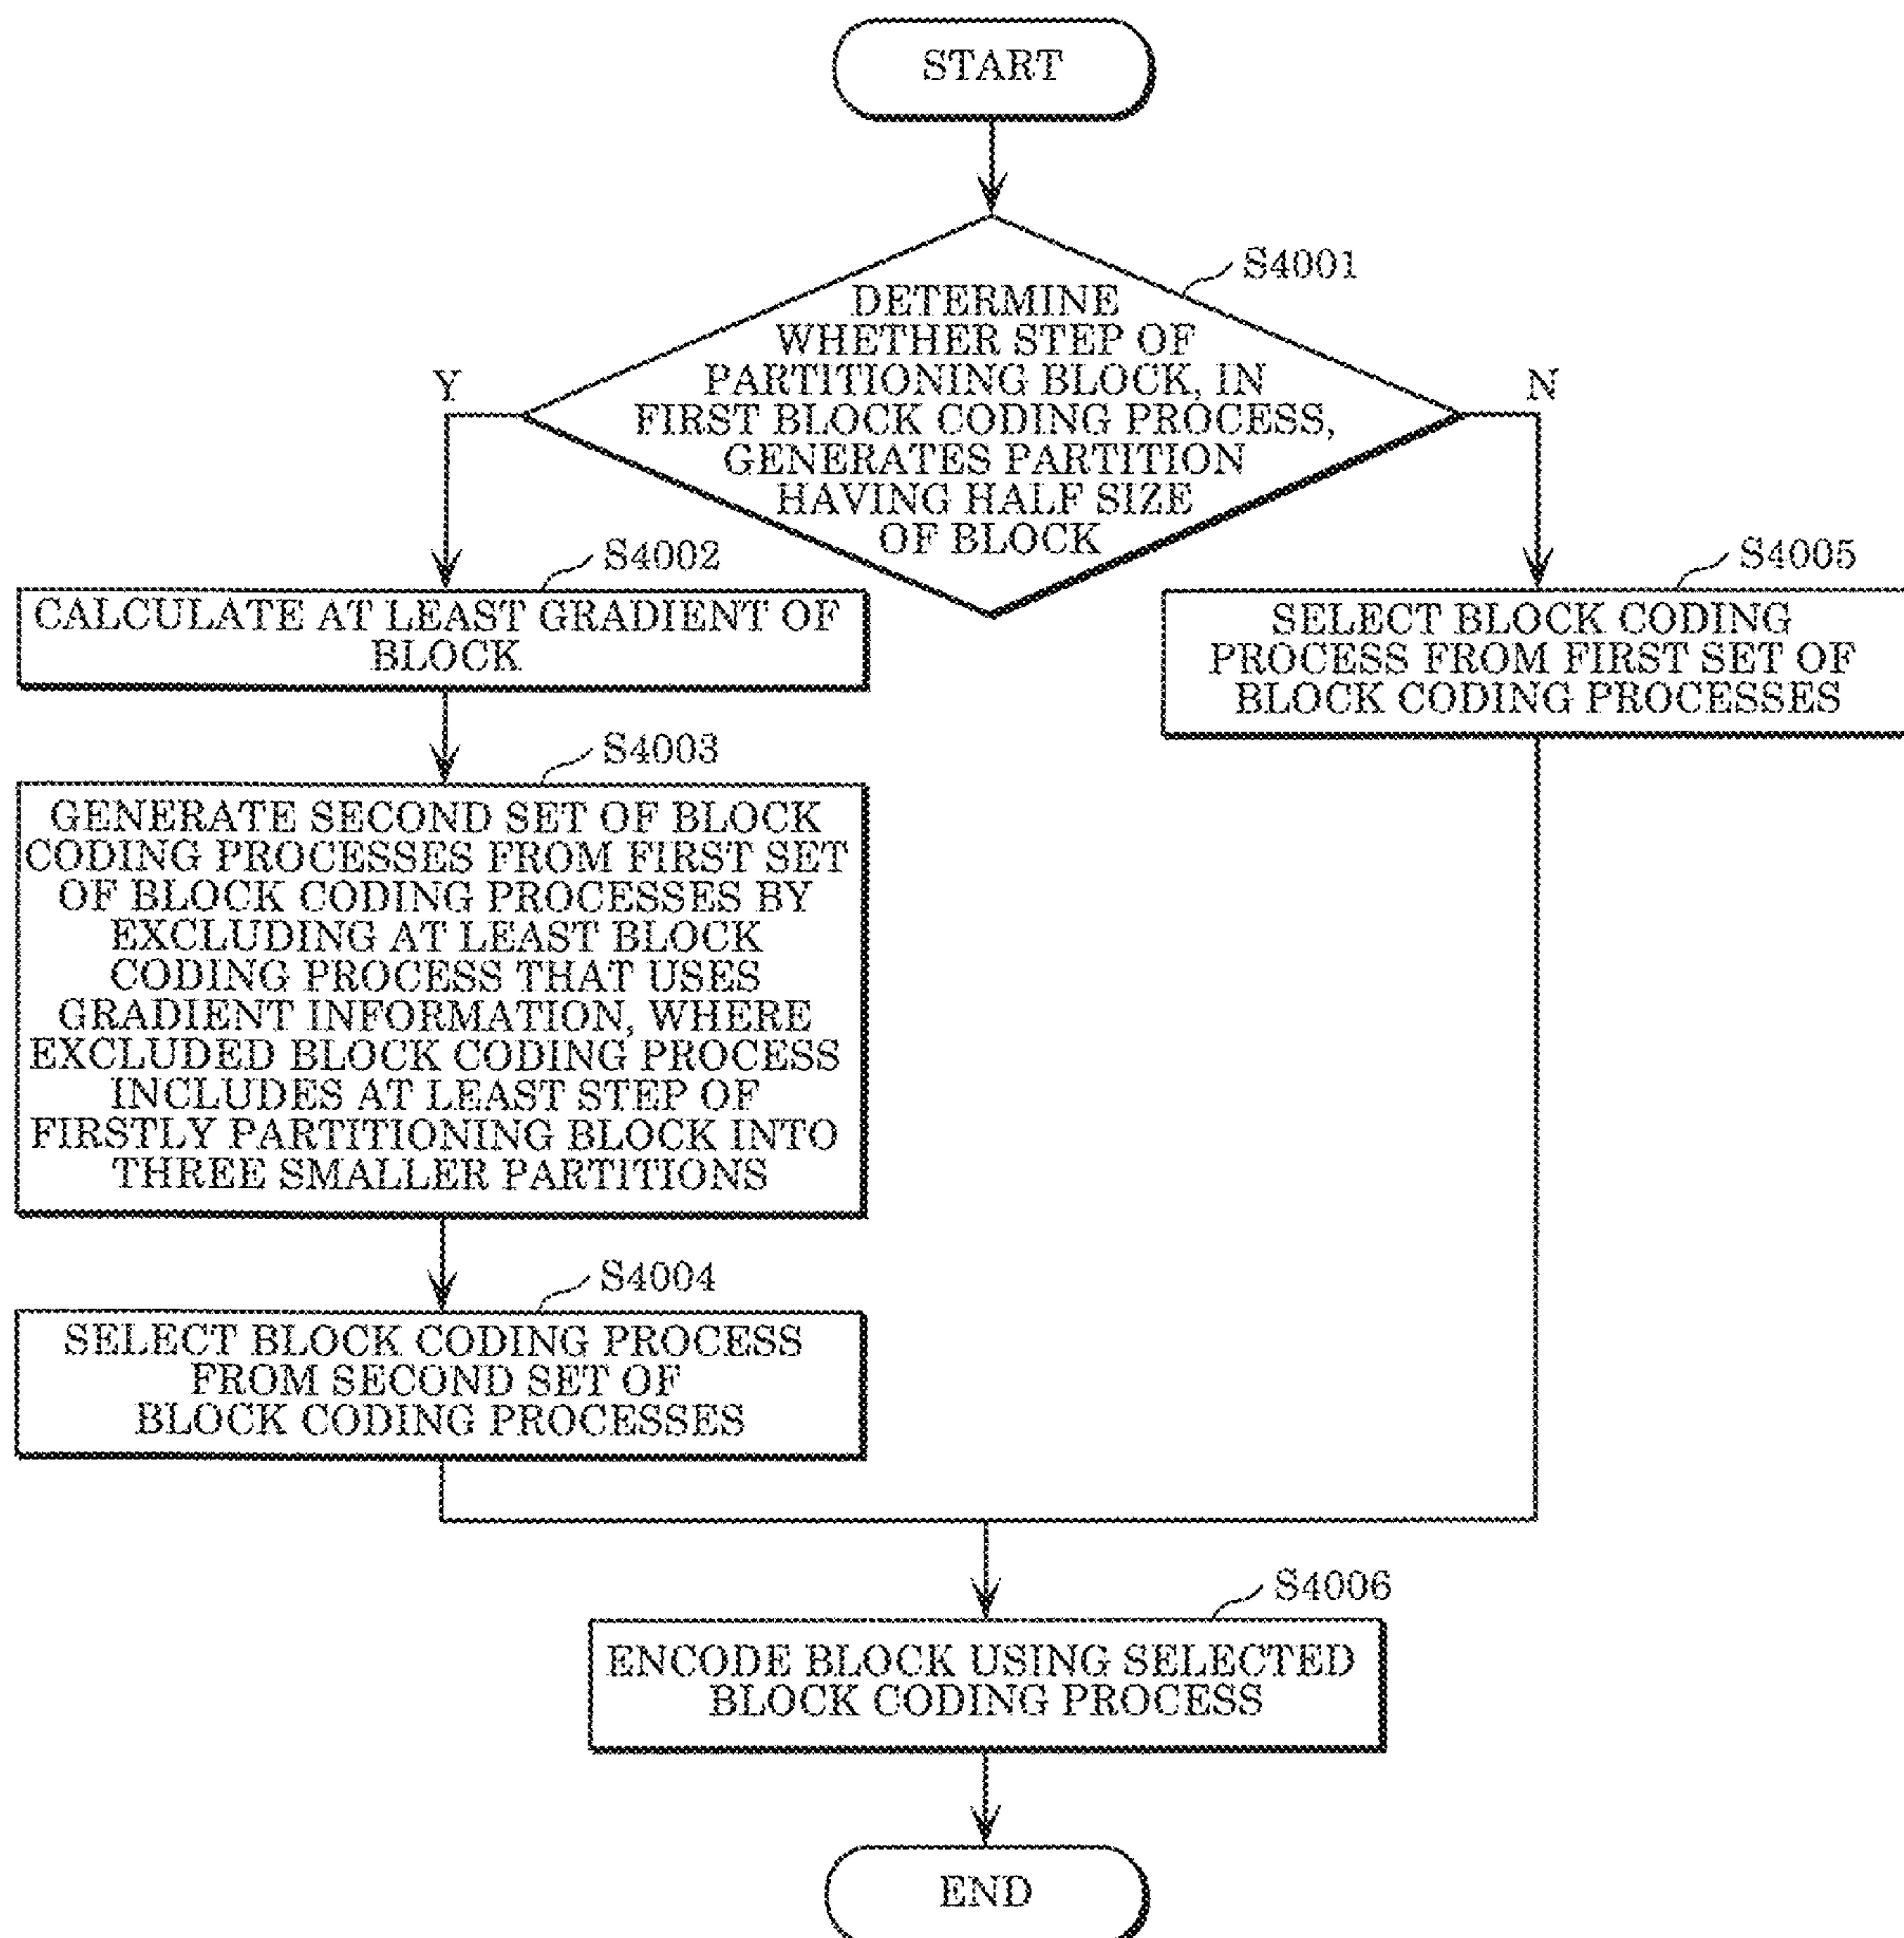 START
S4001
DETERMINE
WHETHER STEP OF
PARTITIONING BLOCK, IN
FIRST BLOCK CODING PROCESS,
GENERATES PARTITION
HAVING HALF SIZE
OF BLOCK
Y
N
S4002
CALCULATE AT LEAST GRADIENT OF
BLOCK
S4005
SELECT BLOCK CODING
PROCESS FROM FIRST SET OF
BLOCK CODING PROCESSES
S4003
GENERATE SECOND SET OF BLOCK
CODING PROCESSES FROM FIRST SET
OF BLOCK CODING PROCESSES BY
EXCLUDING AT LEAST BLOCK
CODING PROCESS THAT USES
GRADIENT INFORMATION, WHERE
EXCLUDED BLOCK CODING PROCESS
INCLUDES AT LEAST STEP OF
FIRSTLY PARTITIONING BLOCK INTO
THREE SMALLER PARTITIONS
S4004
SELECT BLOCK CODING PROCESS
FROM SECOND SET OF
BLOCK CODING PROCESSES
S4006
ENCODE BLOCK USING SELECTED
BLOCK CODING PROCESS
END